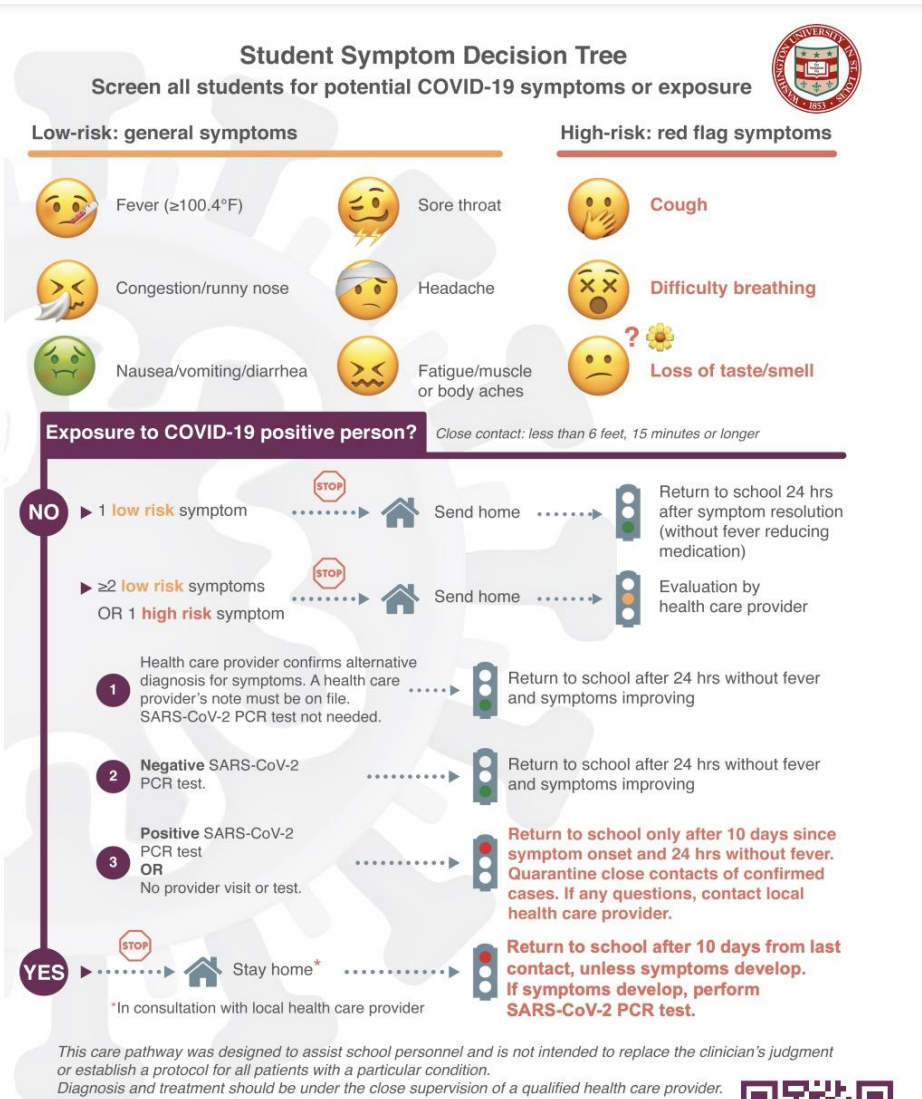 Student Symptom Decision Tree
Screen all students for potential COVID-19 symptoms or exposure
WASHINGTON·UNIVERSITY·IN·ST.LOUIS·
1853
Low-risk: general symptoms
High-risk: red flag symptoms
Fever (≥100.4°F)
Sore throat
Cough
Congestion/runny nose
Headache
Difficulty breathing
Nausea/vomiting/diarrhea
Fatigue/muscle
or body aches
?
Loss of taste/smell
Exposure to COVID-19 positive person?
Close contact: less than 6 feet, 15 minutes or longer
NO
1 low risk symptom
STOP
Send home
Return to school 24 hrs
after symptom resolution
(without fever reducing
medication)
≥2 low risk symptoms
OR 1 high risk symptom
STOP
Send home
Evaluation by
health care provider
1
Health care provider confirms alternative
diagnosis for symptoms. A health care
provider's note must be on file.
SARS-CoV-2 PCR test not needed.
Return to school after 24 hrs without fever
and symptoms improving
2
Negative SARS-CoV-2
PCR test.
Return to school after 24 hrs without fever
and symptoms improving
3
Positive SARS-CoV-2
PCR test
OR
No provider visit or test.
Return to school only after 10 days since
symptom onset and 24 hrs without fever.
Quarantine close contacts of confirmed
cases. If any questions, contact local
health care provider.
YES
STOP
Stay home*
*In consultation with local health care provider
Return to school after 10 days from last
contact, unless symptoms develop.
If symptoms develop, perform
SARS-CoV-2 PCR test.
This care pathway was designed to assist school personnel and is not intended to replace the clinician's judgment
or establish a protocol for all patients with a particular condition.
Diagnosis and treatment should be under the close supervision of a qualified health care provider.